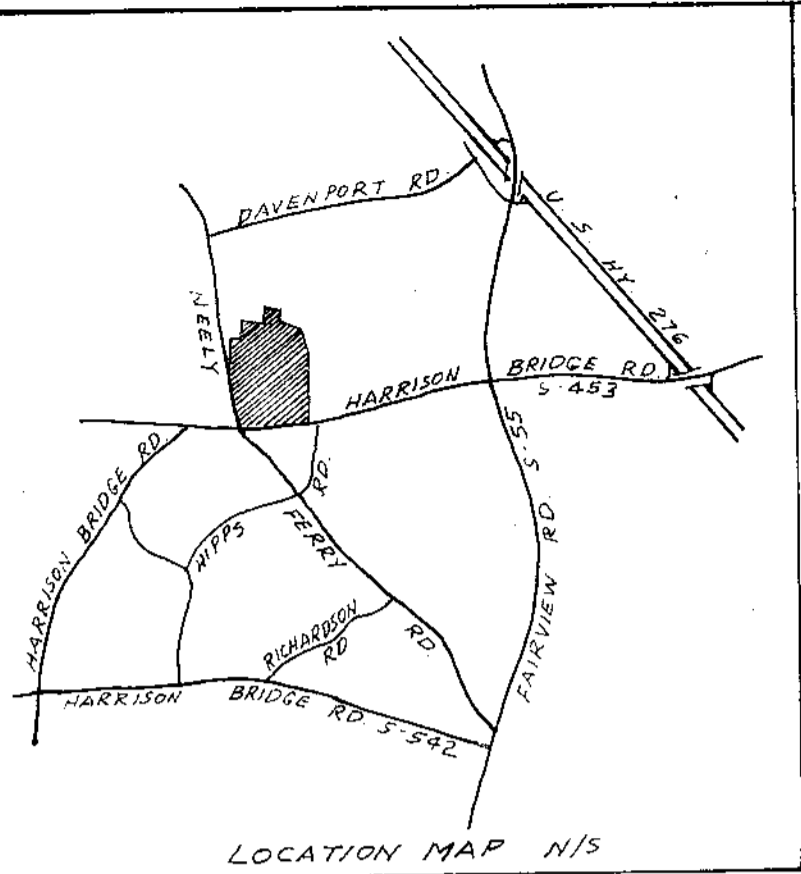 DAVENPORT RD.
U. S. HY. 276
NEELY
HARRISON BRIDGE RD.
S-453
HARRISON BRIDGE RD.
HIPPS RD.
FERRY RD.
S-55
FAIRVIEW RD
RICHARDSON
RD
HARRISON BRIDGE RD. S-542
LOCATION MAP N/S